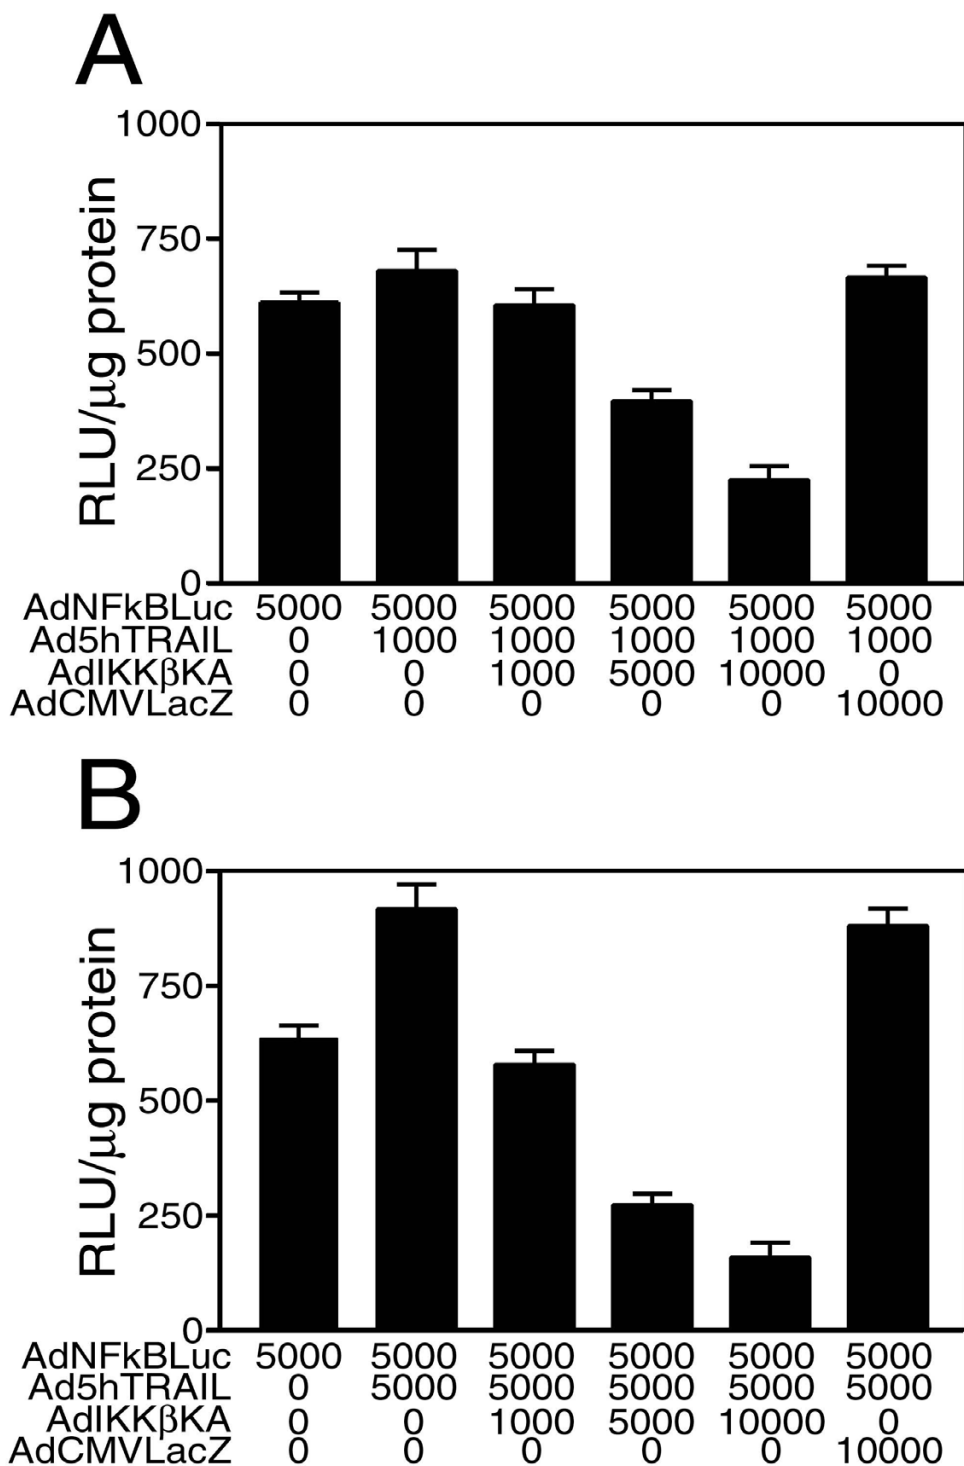 A
1000
750
500
250
0
RLU/μg protein
AdNFkBLuc 5000 5000 5000 5000 5000 5000
Ad5hTRAIL 0 1000 1000 1000 1000 1000
AdIKKβKA 0 0 1000 5000 10000 0
AdCMVLacZ 0 0 0 0 0 10000
B
1000
750
500
250
0
RLU/μg protein
AdNFkBLuc 5000 5000 5000 5000 5000 5000
Ad5hTRAIL 0 5000 5000 5000 5000 5000
AdIKKβKA 0 0 1000 5000 10000 0
AdCMVLacZ 0 0 0 0 0 10000